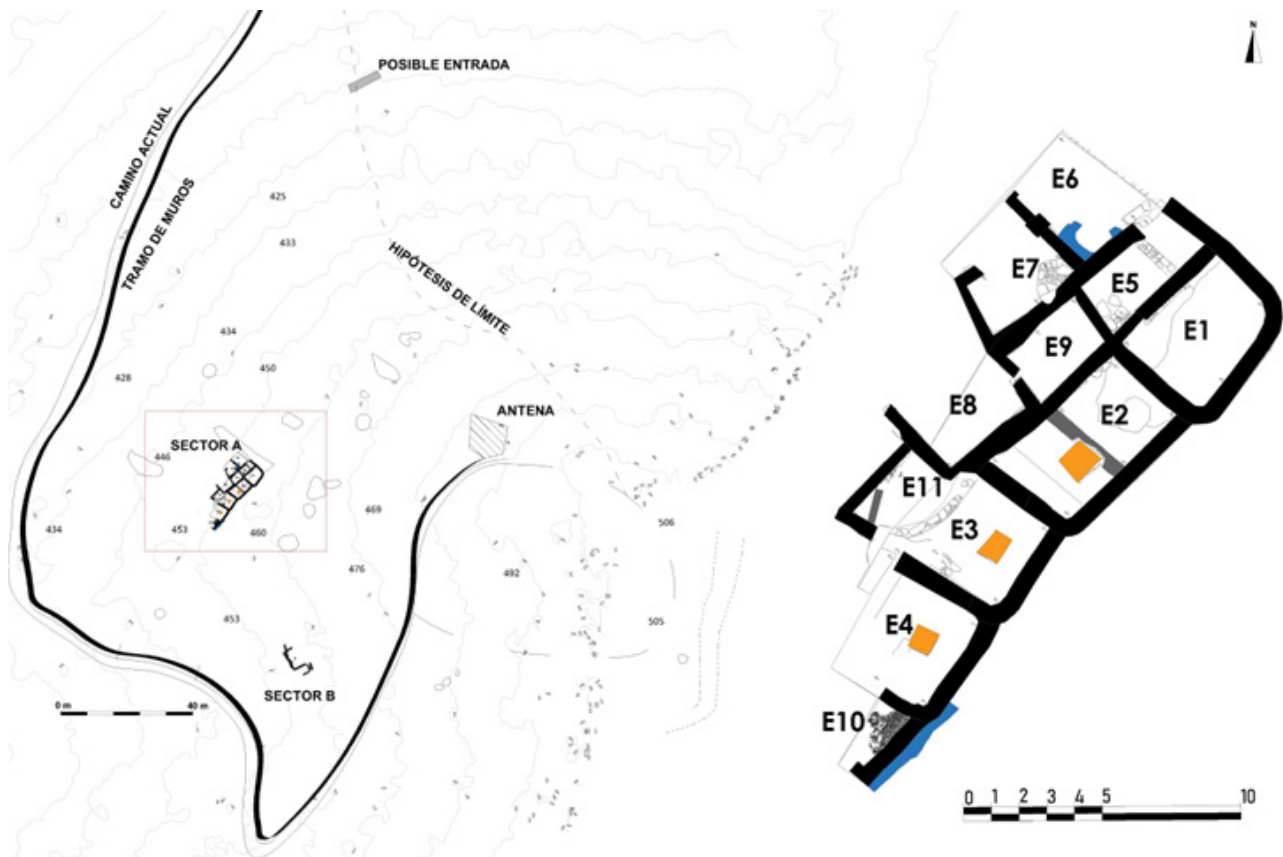 POSIBLE ENTRADA
CAMINO ACTUAL
TRAMO DE MUROS
425
433
HIPÓTESIS DE LÍMITE
434
450
428
ANTENA
SECTOR A
446
469
434
453
460
506
476
492
453
505
SECTOR B
0 m
40 m
N
E6
E7
E5
E1
E9
E2
E8
E11
E3
E4
E10
0 1 2 3 4 5 10